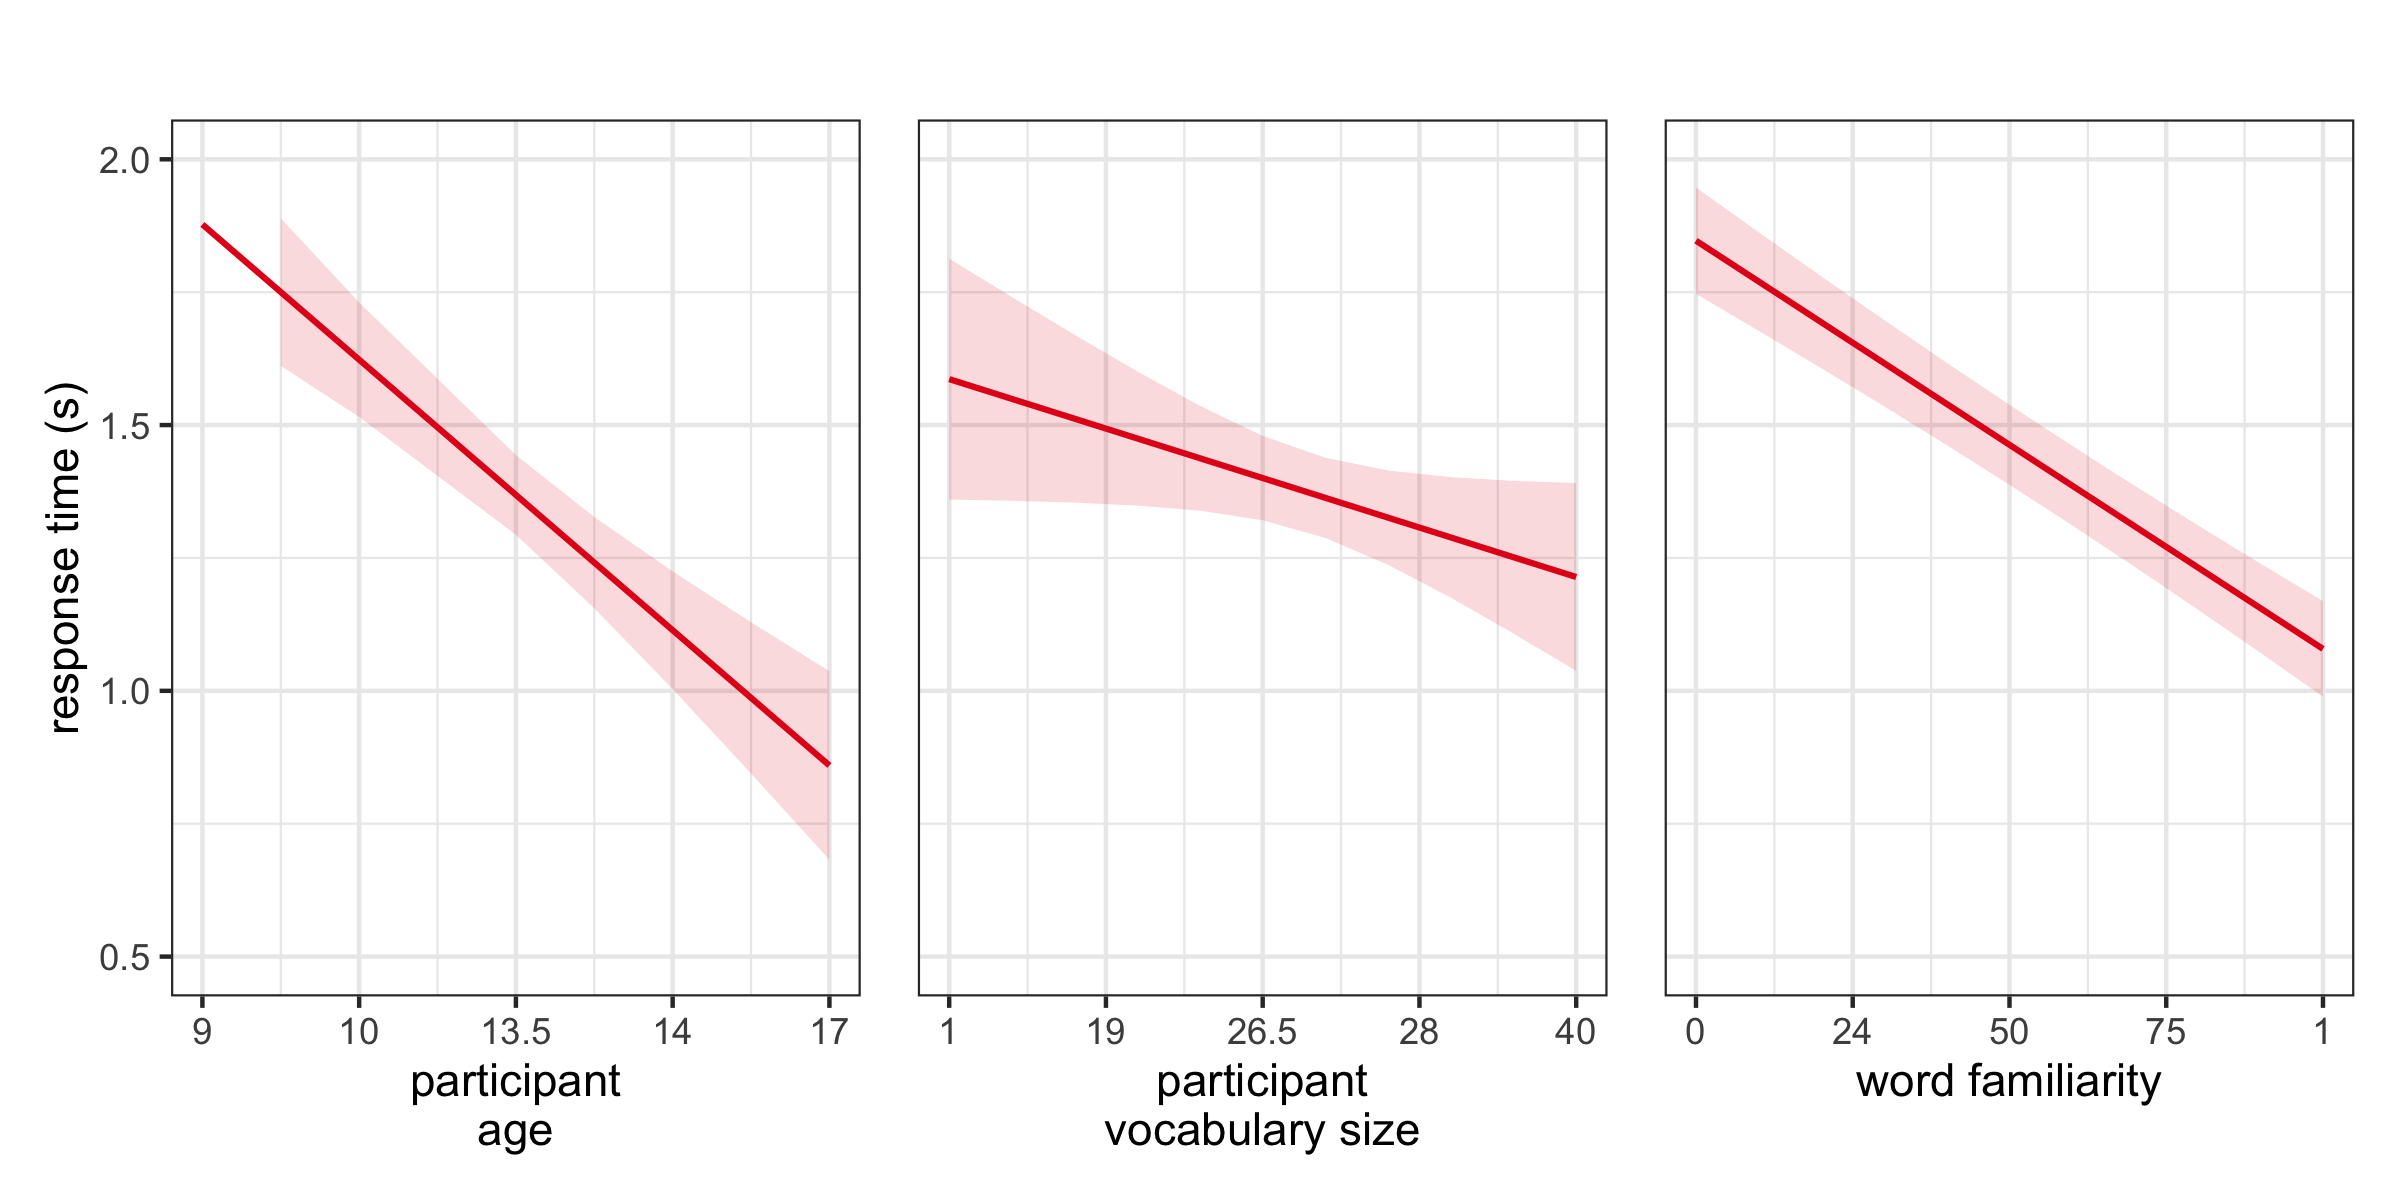 response time (s)
2.0
1.5
1.0
0.5
9 10 13.5 14 17
participant
age
1 19 26.5 28 40
participant
vocabulary size
0 24 50 75 1
word familiarity